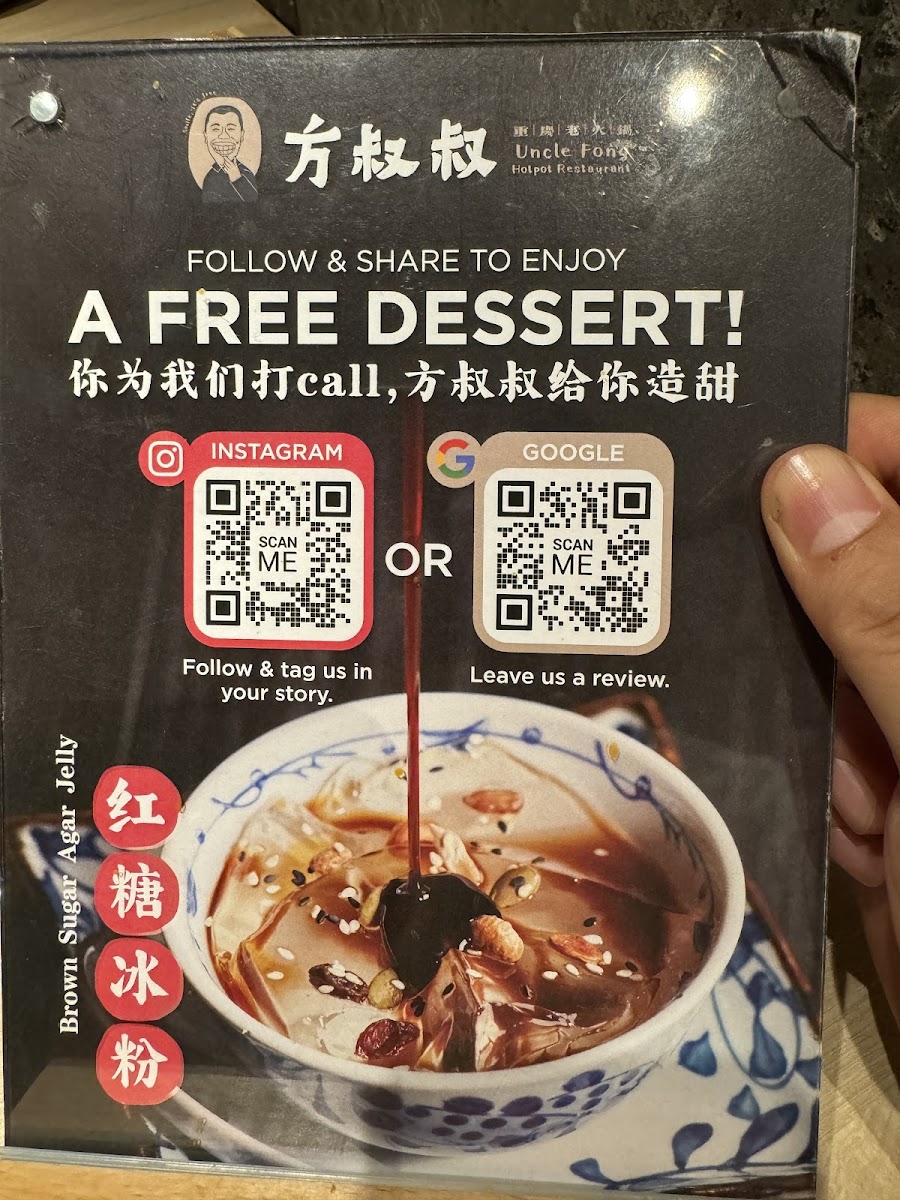 方叔叔
重慶老火鍋
Uncle Fong
Hotpot Restaurant
FOLLOW & SHARE TO ENJOY
A FREE DESSERT!
你为我们打call,方叔叔给你造甜
INSTAGRAM
SCAN
ME
Follow & tag us in
your story.
OR
GOOGLE
SCAN
ME
Leave us a review.
Brown Sugar Agar Jelly
红糖冰粉